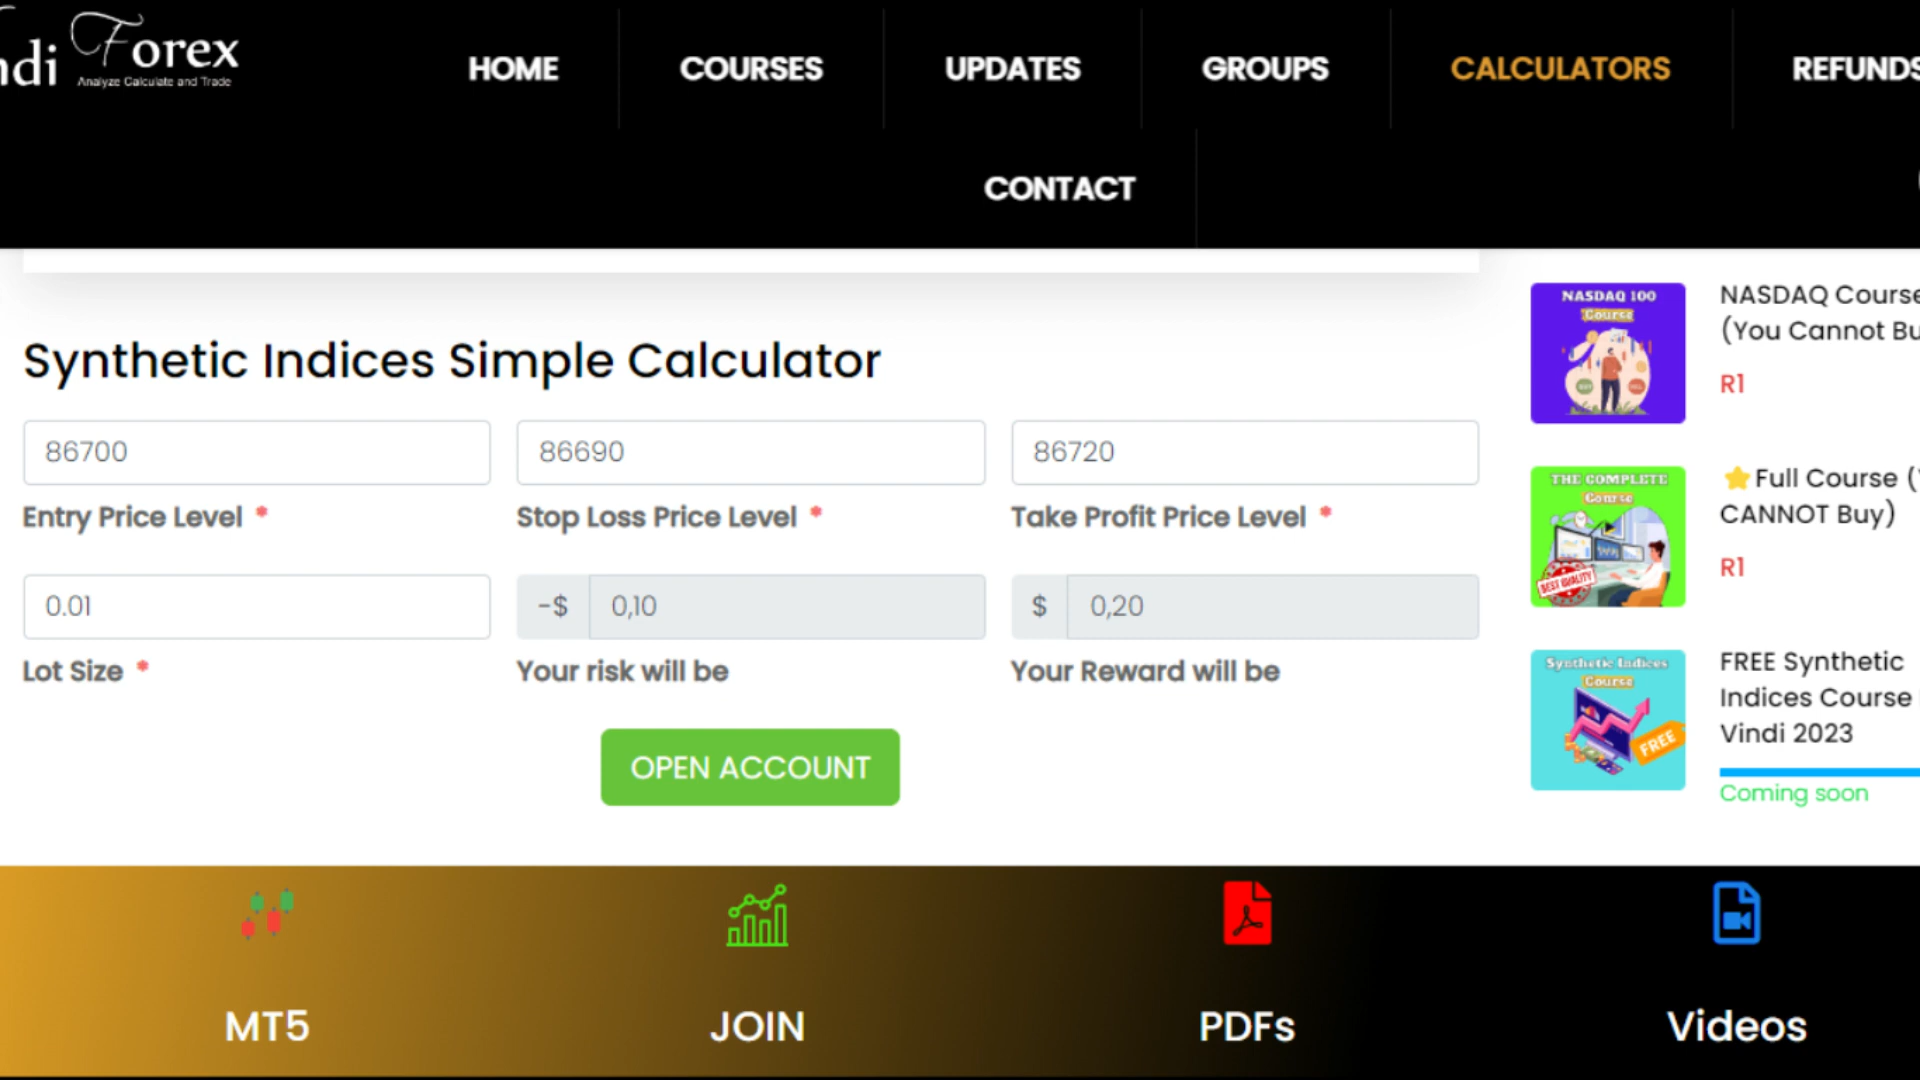 ndi Forex
Analyze Calculate and Trade
HOME
COURSES
UPDATES
GROUPS
CALCULATORS
REFUNDS
CONTACT
Synthetic Indices Simple Calculator
86700
86690
86720
Entry Price Level *
Stop Loss Price Level *
Take Profit Price Level *
0.01
-$ 0,10
$ 0,20
Lot Size *
Your risk will be
Your Reward will be
OPEN ACCOUNT
NASDAQ 100
Course
NASDAQ Course
(You Cannot Bu
R1
THE COMPLETE
Course
BEST QUALITY
⭐Full Course (
CANNOT Buy)
R1
Synthetic Indices
Course
FREE
FREE Synthetic
Indices Course
Vindi 2023
Coming soon
MT5
JOIN
PDFs
Videos